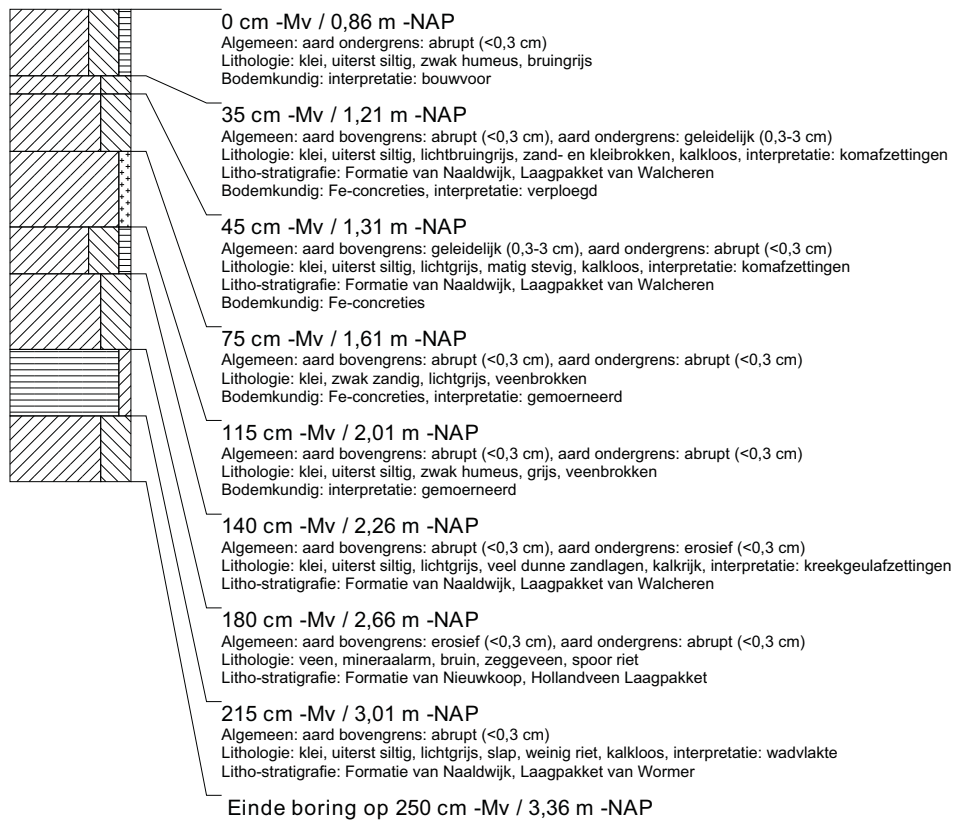 0 cm -Mv / 0,86 m -NAP
Algemeen: aard ondergrens: abrupt (<0,3 cm)
Lithologie: klei, uiterst siltig, zwak humeus, bruingrijs
Bodemkundig: interpretatie: bouwvoor
35 cm -Mv / 1,21 m -NAP
Algemeen: aard bovengrens: abrupt (<0,3 cm), aard ondergrens: geleidelijk (0,3-3 cm)
Lithologie: klei, uiterst siltig, lichtbruingrijs, zand- en kleibrokken, kalkloos, interpretatie: komafzettingen
Litho-stratigrafie: Formatie van Naaldwijk, Laagpakket van Walcheren
Bodemkundig: Fe-concreties, interpretatie: verploegd
45 cm -Mv / 1,31 m -NAP
Algemeen: aard bovengrens: geleidelijk (0,3-3 cm), aard ondergrens: abrupt (<0,3 cm)
Lithologie: klei, uiterst siltig, lichtgrijs, matig stevig, kalkloos, interpretatie: komafzettingen
Litho-stratigrafie: Formatie van Naaldwijk, Laagpakket van Walcheren
Bodemkundig: Fe-concreties
75 cm -Mv / 1,61 m -NAP
Algemeen: aard bovengrens: abrupt (<0,3 cm), aard ondergrens: abrupt (<0,3 cm)
Lithologie: klei, zwak zandig, lichtgrijs, veenbrokken
Bodemkundig: Fe-concreties, interpretatie: gemoerneerd
115 cm -Mv / 2,01 m -NAP
Algemeen: aard bovengrens: abrupt (<0,3 cm), aard ondergrens: abrupt (<0,3 cm)
Lithologie: klei, uiterst siltig, zwak humeus, grijs, veenbrokken
Bodemkundig: interpretatie: gemoerneerd
140 cm -Mv / 2,26 m -NAP
Algemeen: aard bovengrens: abrupt (<0,3 cm), aard ondergrens: erosief (<0,3 cm)
Lithologie: klei, uiterst siltig, lichtgrijs, veel dunne zandlagen, kalkrijk, interpretatie: kreekgeulafzettingen
Litho-stratigrafie: Formatie van Naaldwijk, Laagpakket van Walcheren
180 cm -Mv / 2,66 m -NAP
Algemeen: aard bovengrens: erosief (<0,3 cm), aard ondergrens: abrupt (<0,3 cm)
Lithologie: veen, mineraalarm, bruin, zeggeveen, spoor riet
Litho-stratigrafie: Formatie van Nieuwkoop, Hollandveen Laagpakket
215 cm -Mv / 3,01 m -NAP
Algemeen: aard bovengrens: abrupt (<0,3 cm)
Lithologie: klei, uiterst siltig, lichtgrijs, slap, weinig riet, kalkloos, interpretatie: wadvlakte
Litho-stratigrafie: Formatie van Naaldwijk, Laagpakket van Wormer
Einde boring op 250 cm -Mv / 3,36 m -NAP